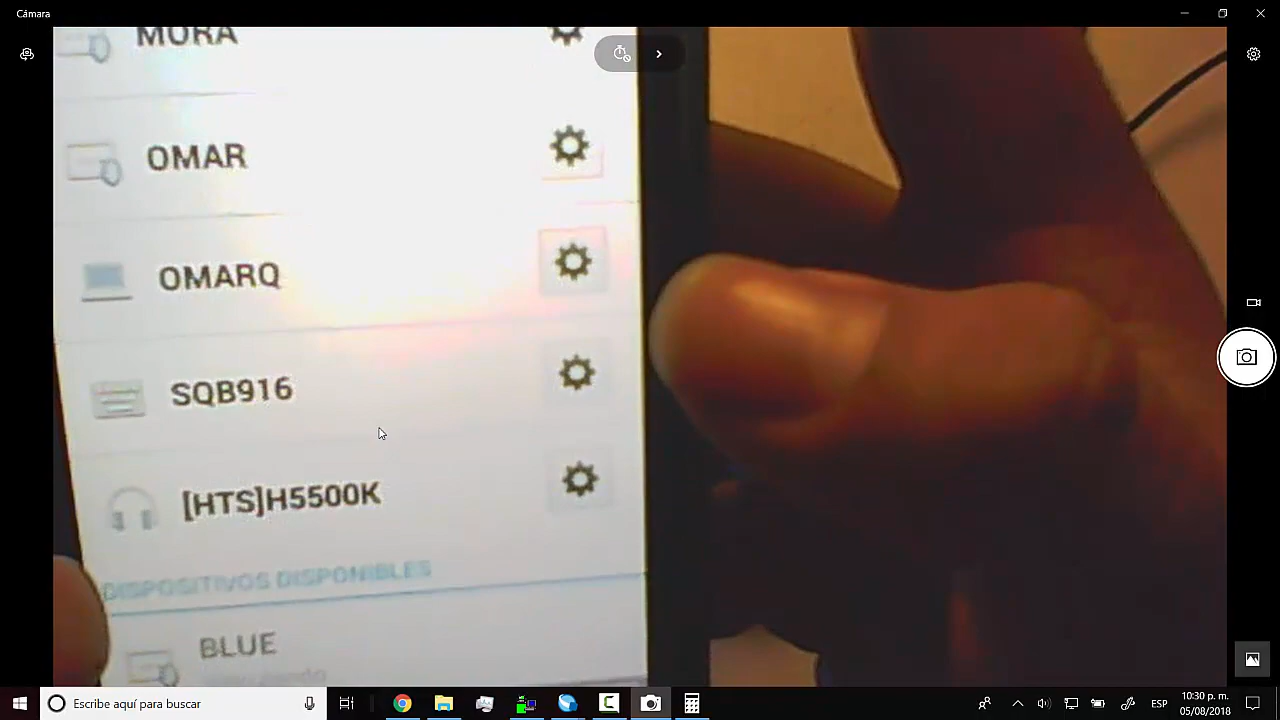 Cámara
MORA
OMAR
OMARQ
SQB916
[HTS]H5500K
DISPOSITIVOS DISPONIBLES
BLUE
Escribe aquí para buscar
ESP
10:30 p. m.
05/08/2018